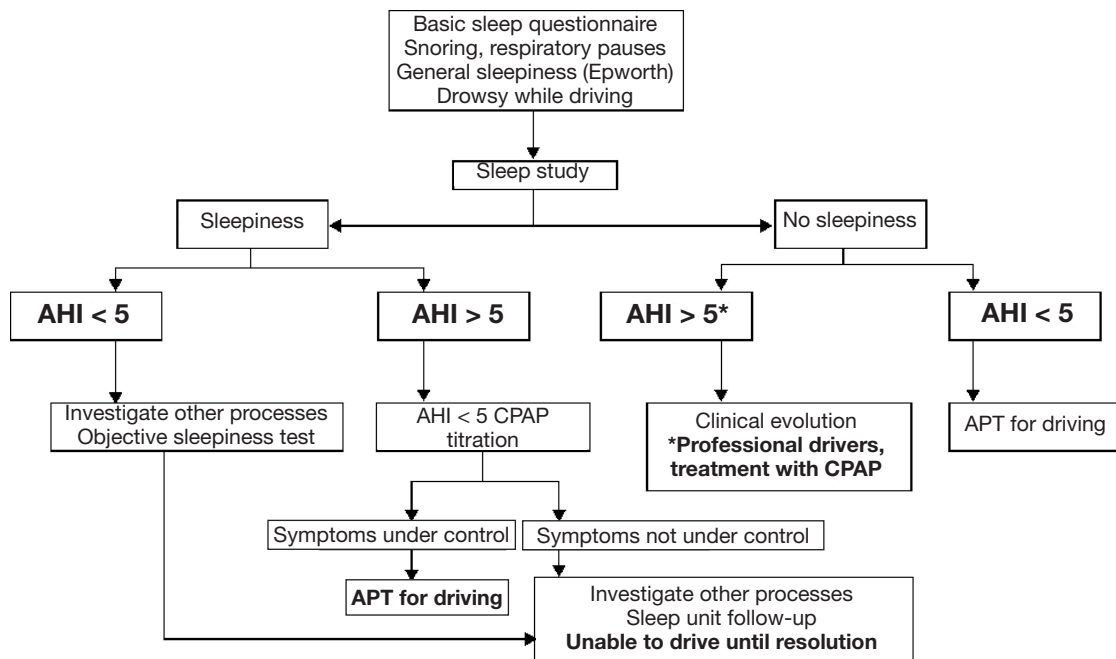 Basic sleep questionnaire
Snoring, respiratory pauses
General sleepiness (Epworth)
Drowsy while driving
Sleep study
Sleepiness
No sleepiness
AHI < 5
AHI > 5
AHI > 5*
AHI < 5
Investigate other processes
Objective sleepiness test
AHI < 5 CPAP
titration
Clinical evolution
*Professional drivers,
treatment with CPAP
APT for driving
Symptoms under control
Symptoms not under control
APT for driving
Investigate other processes
Sleep unit follow-up
Unable to drive until resolution